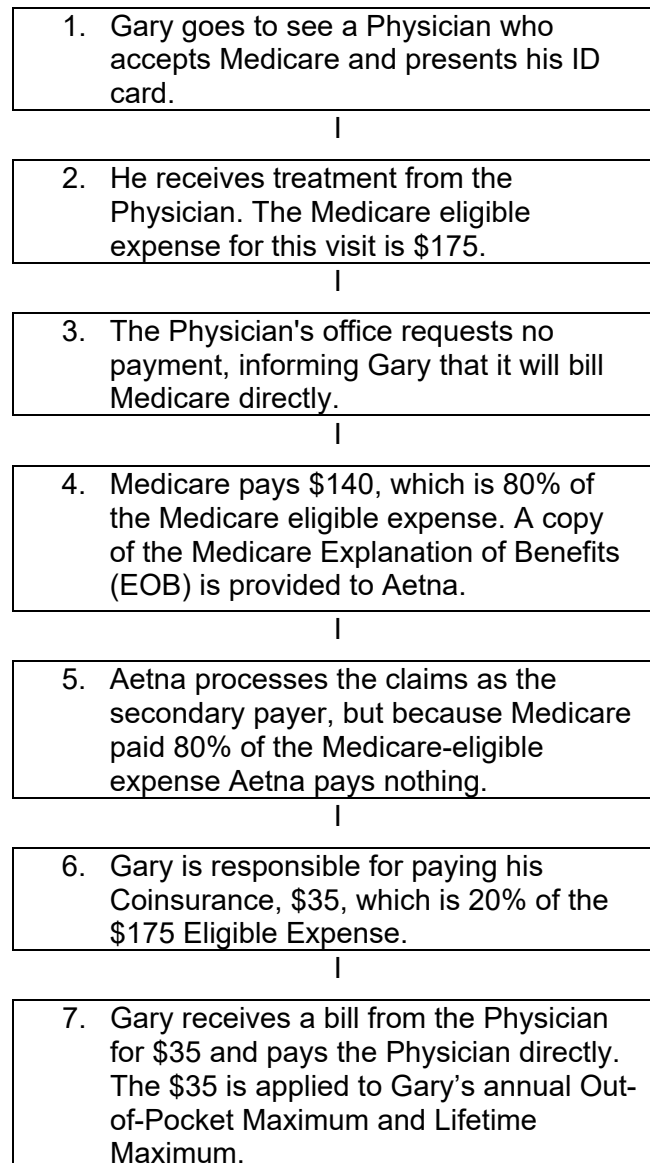 1. Gary goes to see a Physician who
accepts Medicare and presents his ID
card.
I
2. He receives treatment from the
Physician. The Medicare eligible
expense for this visit is $175.
I
3. The Physician's office requests no
payment, informing Gary that it will bill
Medicare directly.
I
4. Medicare pays $140, which is 80% of
the Medicare eligible expense. A copy
of the Medicare Explanation of Benefits
(EOB) is provided to Aetna.
I
5. Aetna processes the claims as the
secondary payer, but because Medicare
paid 80% of the Medicare-eligible
expense Aetna pays nothing.
I
6. Gary is responsible for paying his
Coinsurance, $35, which is 20% of the
$175 Eligible Expense.
I
7. Gary receives a bill from the Physician
for $35 and pays the Physician directly.
The $35 is applied to Gary’s annual Out-
of-Pocket Maximum and Lifetime
Maximum.